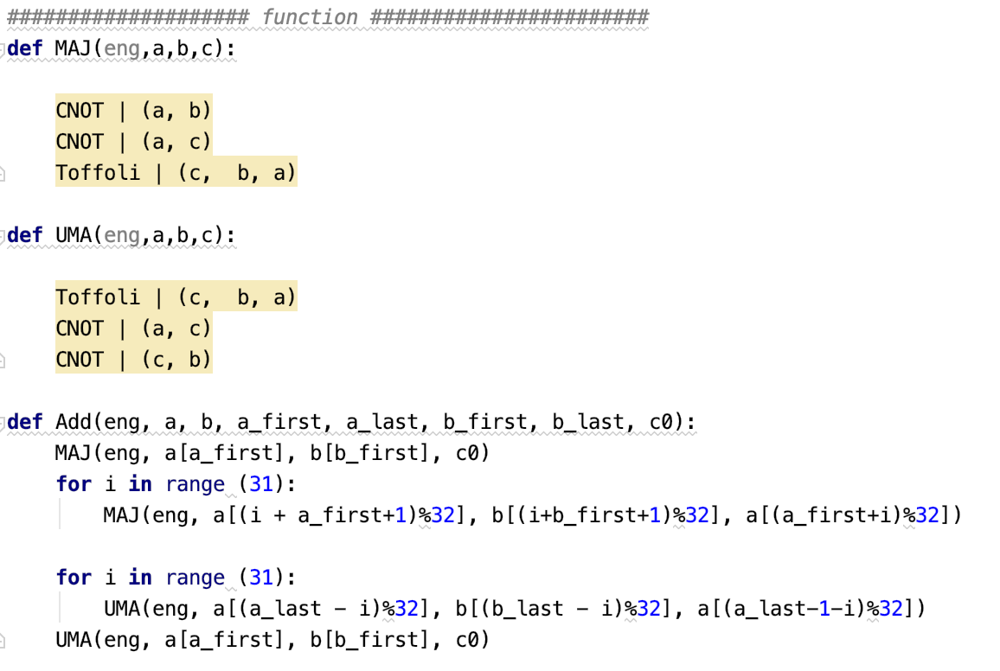 #################### function #######################
def MAJ(eng,a,b,c):
    CNOT | (a, b)
    CNOT | (a, c)
    Toffoli | (c,  b, a)
def UMA(eng,a,b,c):
    Toffoli | (c,  b, a)
    CNOT | (a, c)
    CNOT | (c, b)
def Add(eng, a, b, a_first, a_last, b_first, b_last, c0):
    MAJ(eng, a[a_first], b[b_first], c0)
    for i in range (31):
        MAJ(eng, a[(i + a_first+1)%32], b[(i+b_first+1)%32], a[(a_first+i)%32])
    for i in range (31):
        UMA(eng, a[(a_last - i)%32], b[(b_last - i)%32], a[(a_last-1-i)%32])
    UMA(eng, a[a_first], b[b_first], c0)